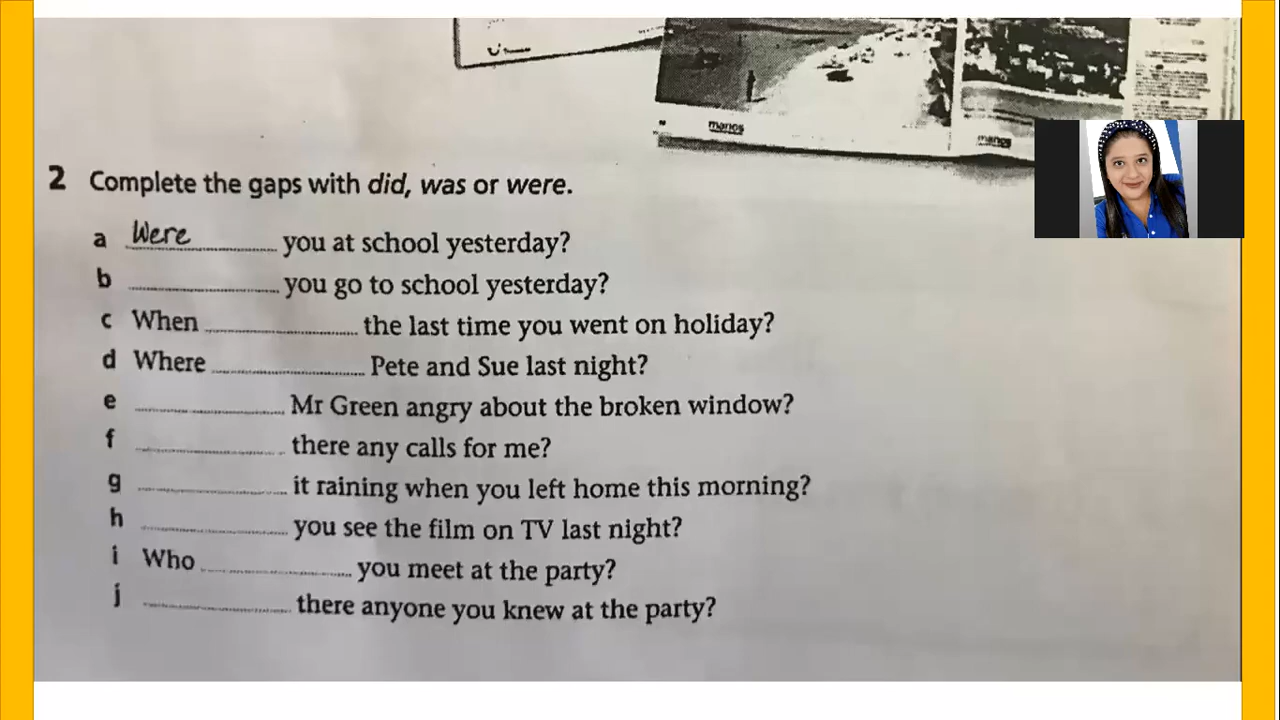 manos
manos
2 Complete the gaps with did, was or were.
a Were you at school yesterday?
b you go to school yesterday?
c When the last time you went on holiday?
d Where Pete and Sue last night?
e Mr Green angry about the broken window?
f there any calls for me?
g it raining when you left home this morning?
h you see the film on TV last night?
i Who you meet at the party?
j there anyone you knew at the party?